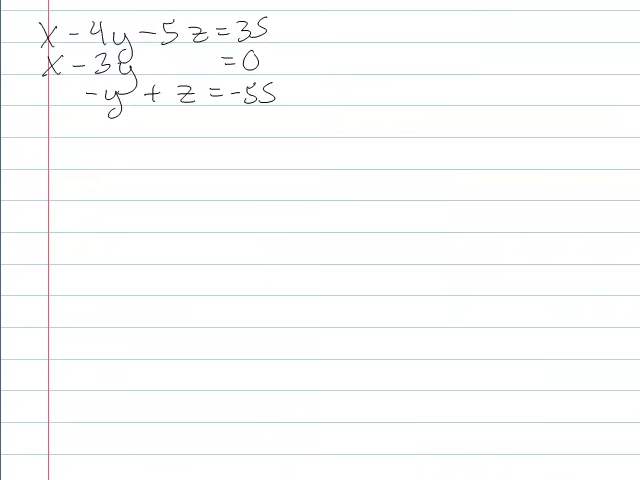 x - 4y - 5z = 35
x - 3y = 0
-y + z = -55